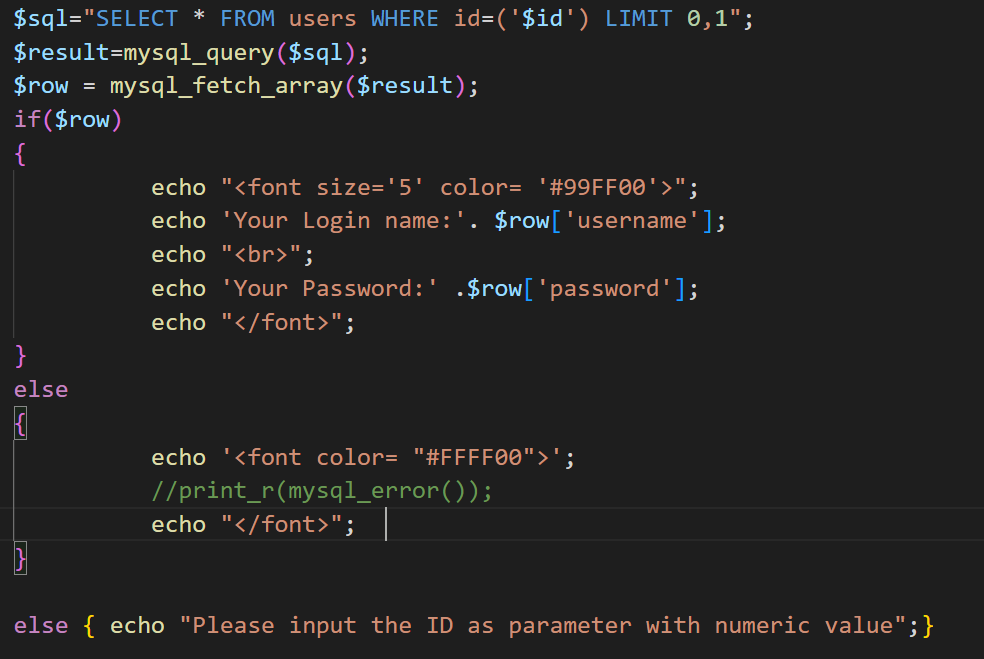 $sql="SELECT * FROM users WHERE id=('$id') LIMIT 0,1";
$result=mysql_query($sql);
$row = mysql_fetch_array($result);
if($row)
{
echo "<font size='5' color= '#99FF00'>";
echo 'Your Login name:'. $row['username'];
echo "<br>";
echo 'Your Password:' .$row['password'];
echo "</font>";
}
else
{
echo '<font color= "#FFFF00">';
//print_r(mysql_error());
echo "</font>";
}
else { echo "Please input the ID as parameter with numeric value";}